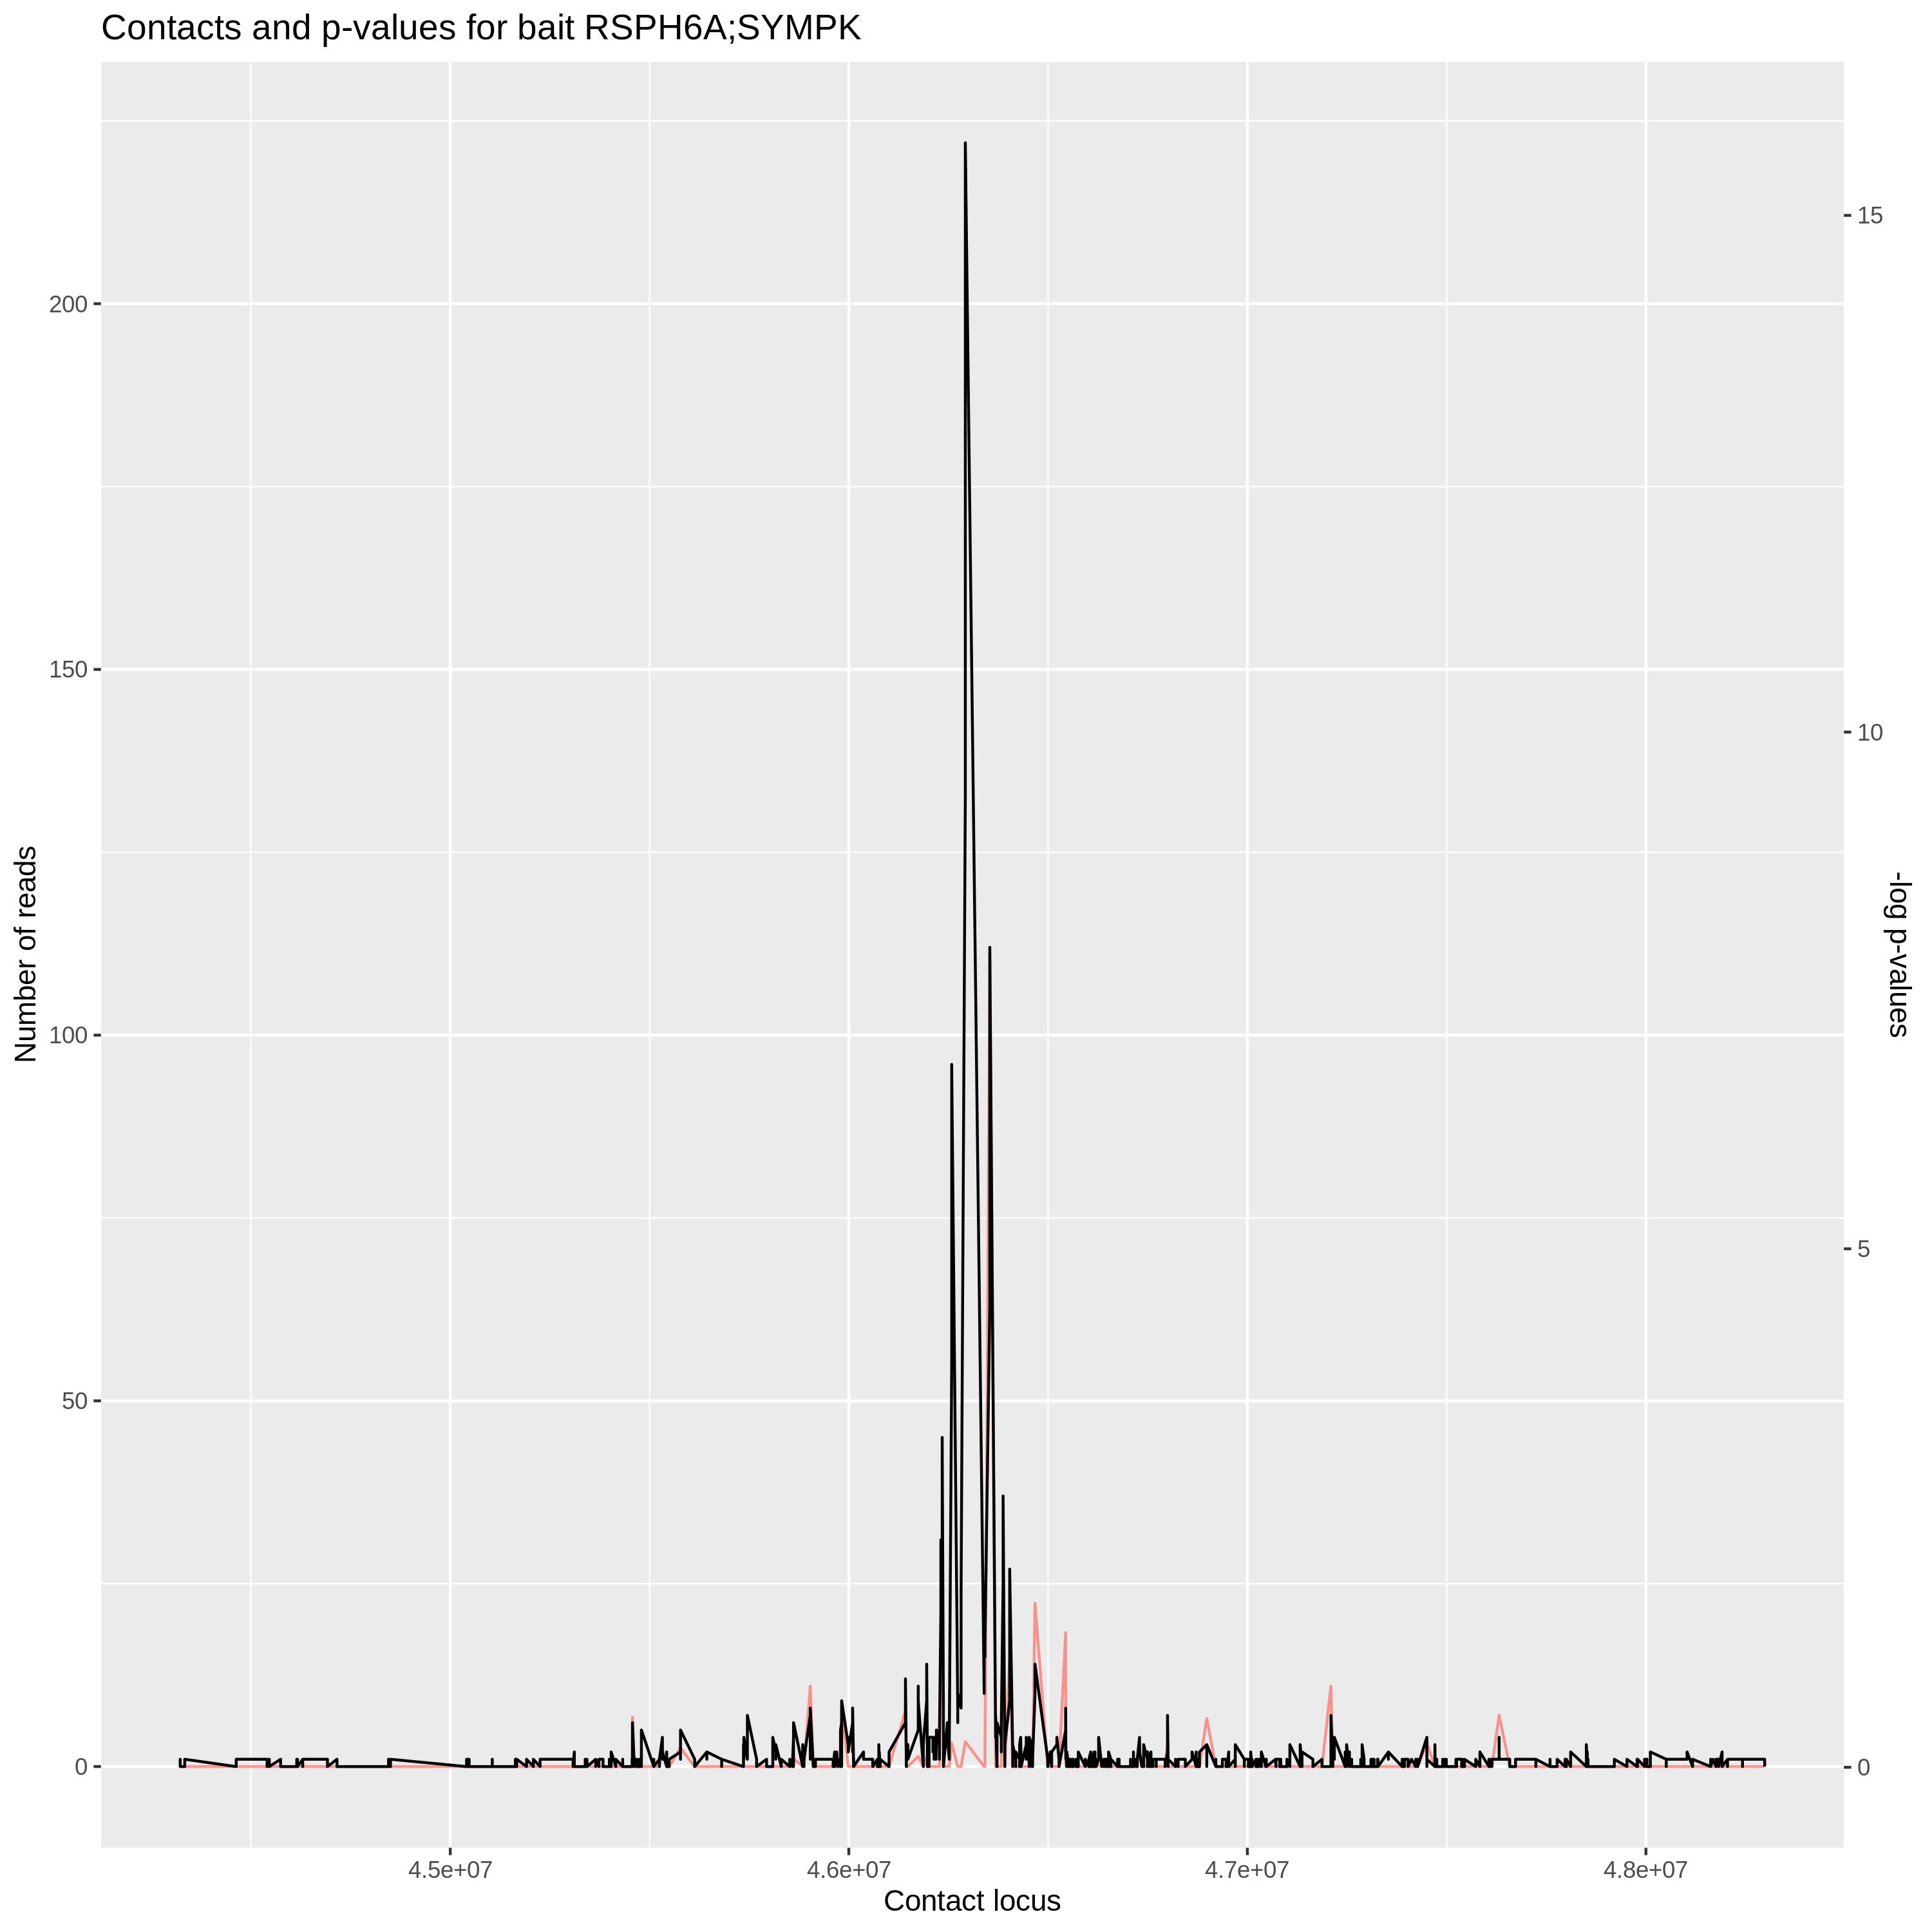 Contacts and p-values for bait RSPH6A;SYMPK
Number of reads
200
150
100
50
0
15
10
5
0
-log p-values
4.5e+07 4.6e+07 4.7e+07 4.8e+07
Contact locus